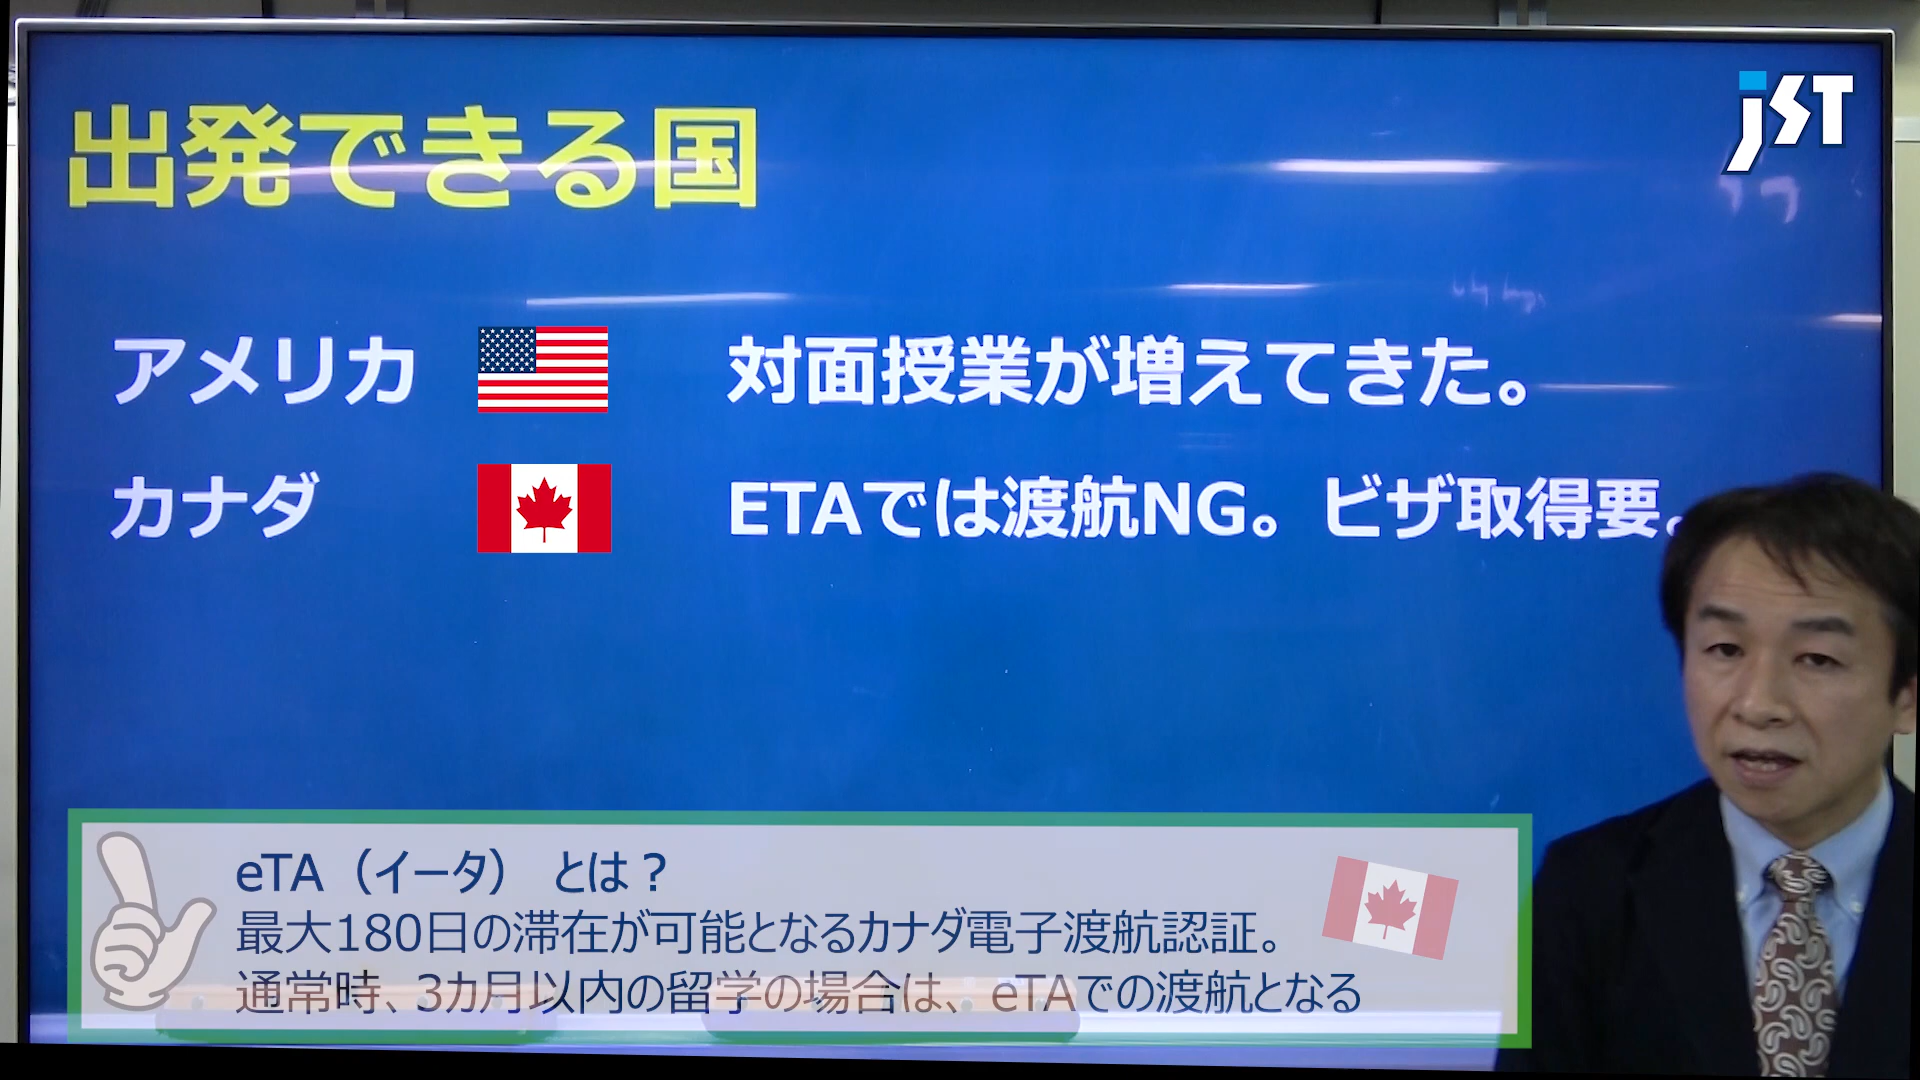 jST
出発できる国
アメリカ 対面授業が増えてきた。
カナダ ETAでは渡航NG。ビザ取得要。
eTA（イータ） とは？
最大180日の滞在が可能となるカナダ電子渡航認証。
通常時、3カ月以内の留学の場合は、eTAでの渡航となる